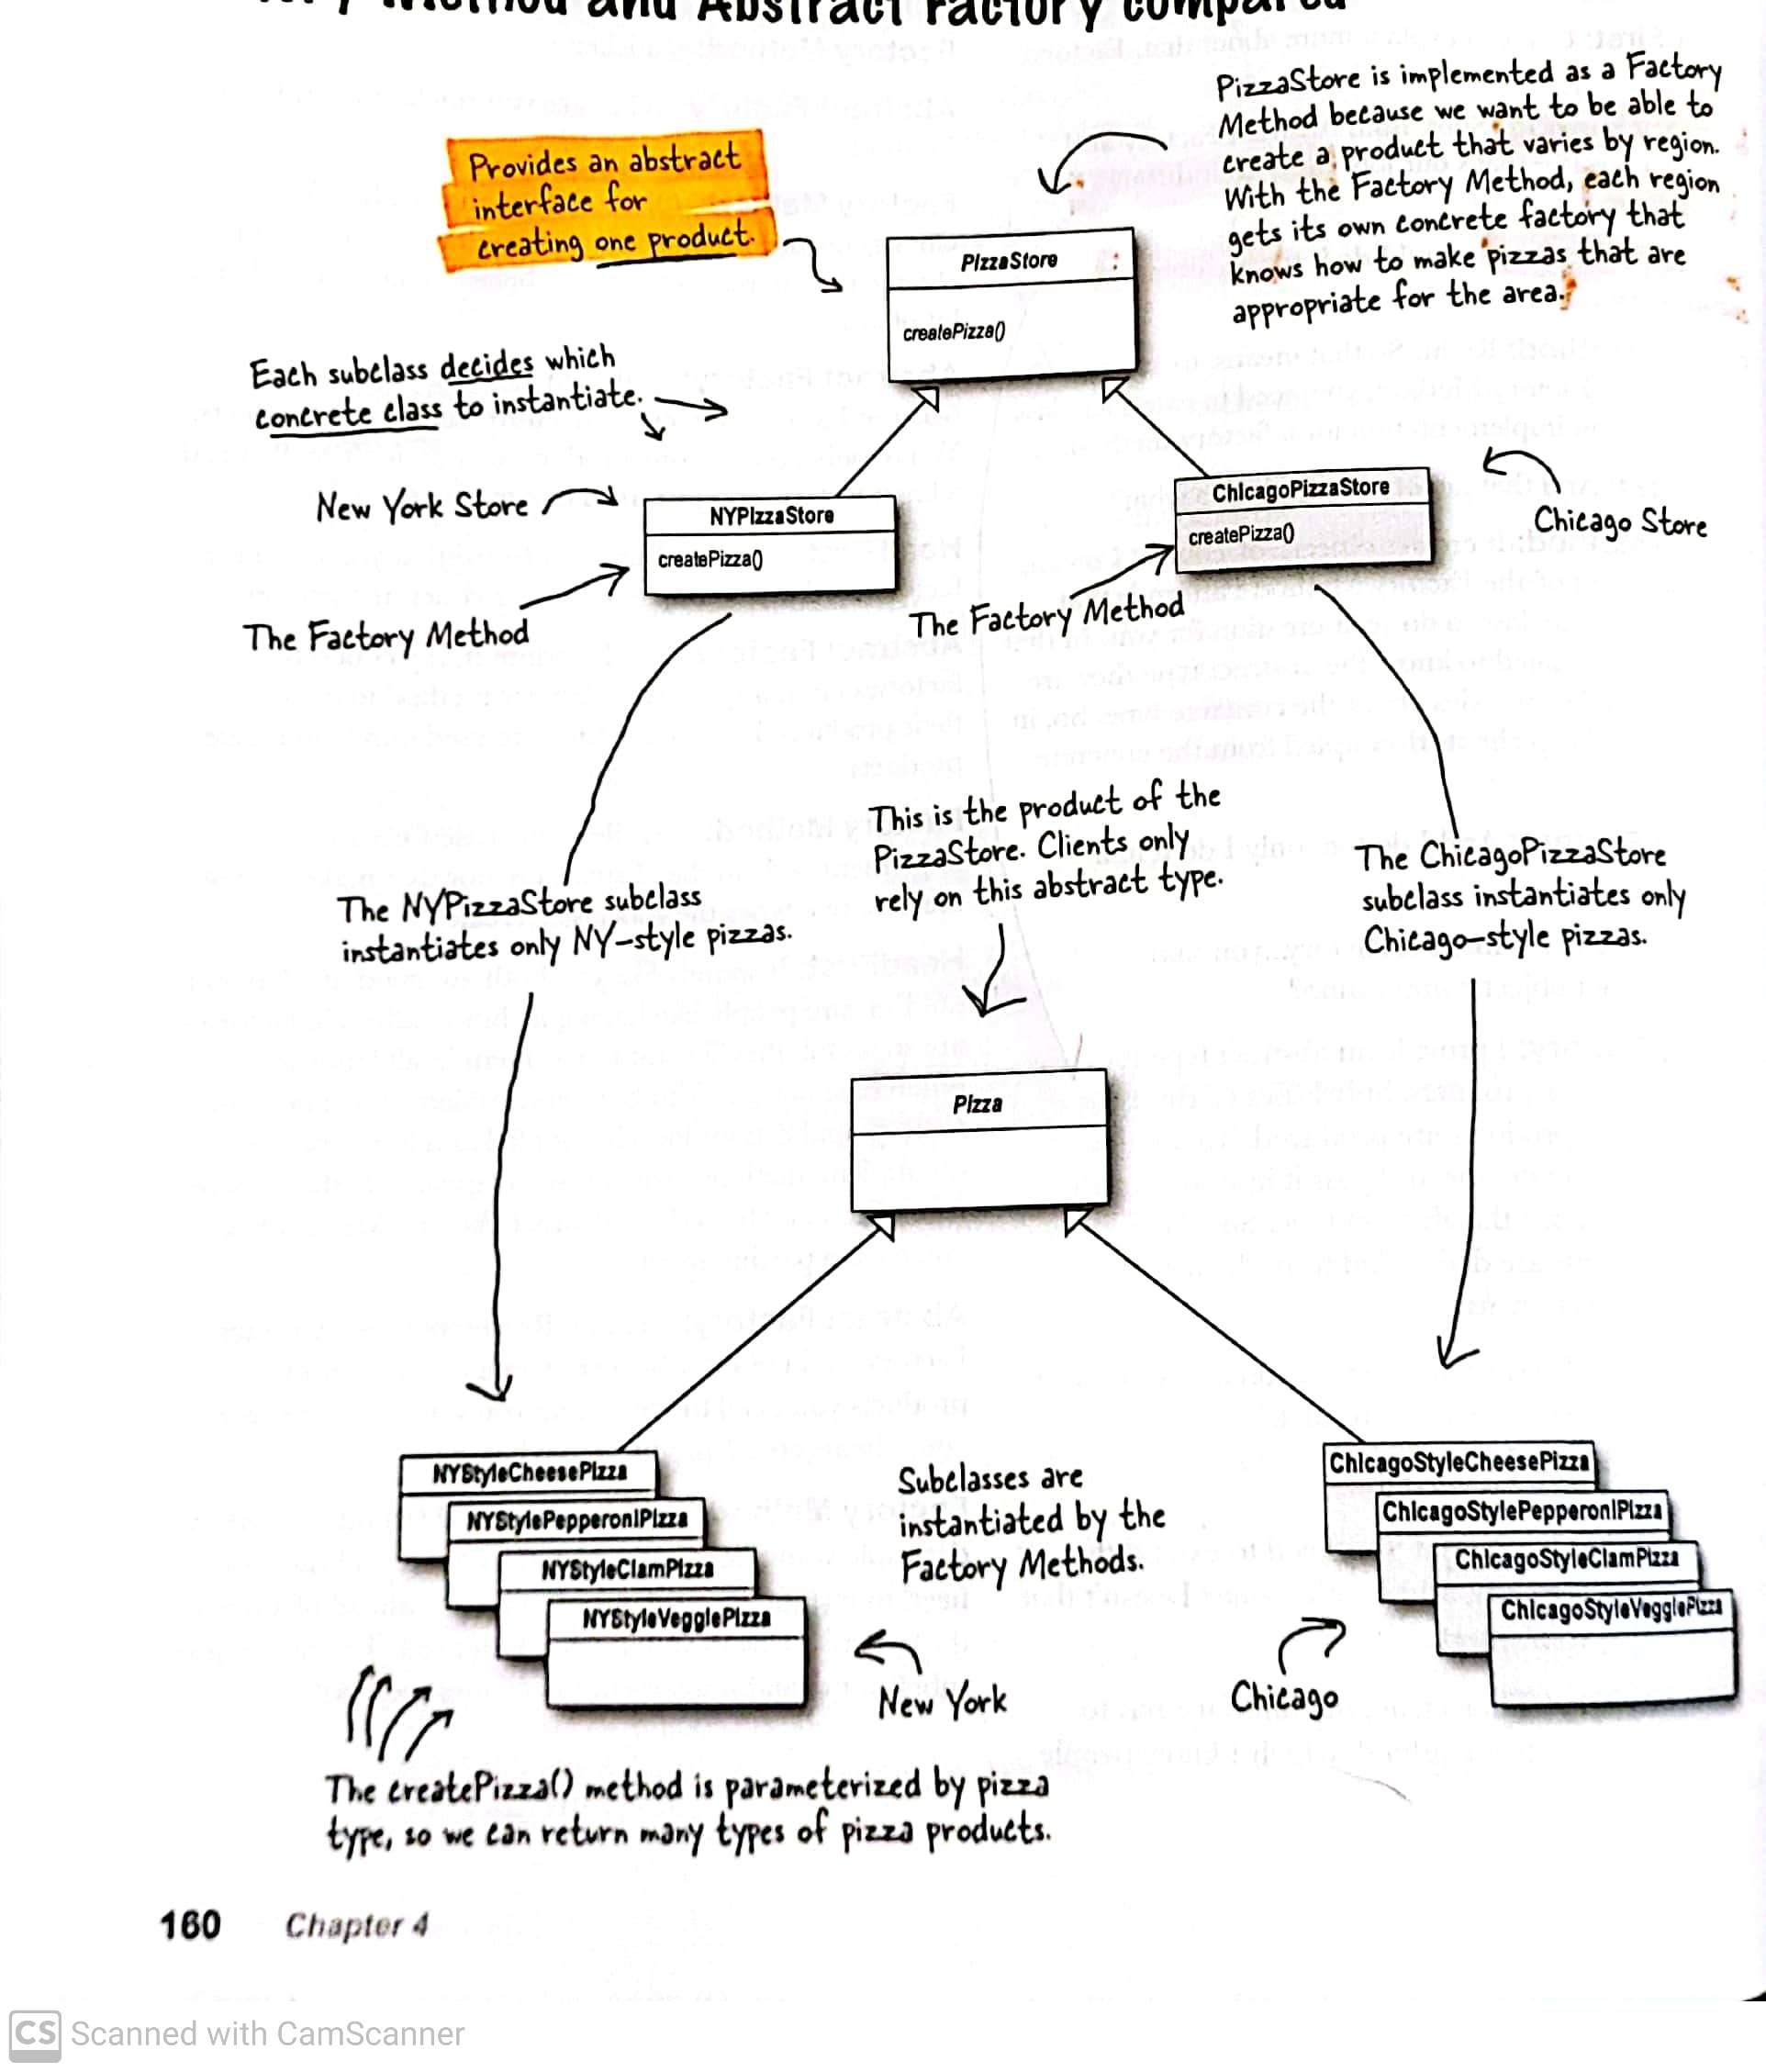 Method and Abstract Factory compared
PizzaStore is implemented as a Factory
Method because we want to be able to
create a product that varies by region.
With the Factory Method, each region
gets its own concrete factory that
knows how to make pizzas that are
appropriate for the area.
Provides an abstract
interface for
creating one product.
PizzaStore
createPizza()
Each subclass decides which
concrete class to instantiate.
New York Store
NYPizzaStore
createPizza()
The Factory Method
ChicagoPizzaStore
createPizza()
Chicago Store
The Factory Method
This is the product of the
PizzaStore. Clients only
rely on this abstract type.
The NYPizzaStore subclass
instantiates only NY-style pizzas.
The ChicagoPizzaStore
subclass instantiates only
Chicago-style pizzas.
Pizza
NYStyleCheesePizza
NYStylePepperoniPizza
NYStyleClamPizza
NYStyleVeggiePizza
Subclasses are
instantiated by the
Factory Methods.
New York
ChicagoStyleCheesePizza
ChicagoStylePepperoniPizza
ChicagoStyleClamPizza
ChicagoStyleVeggiePizza
Chicago
The createPizza() method is parameterized by pizza
type, so we can return many types of pizza products.
160 Chapter 4
CS Scanned with CamScanner